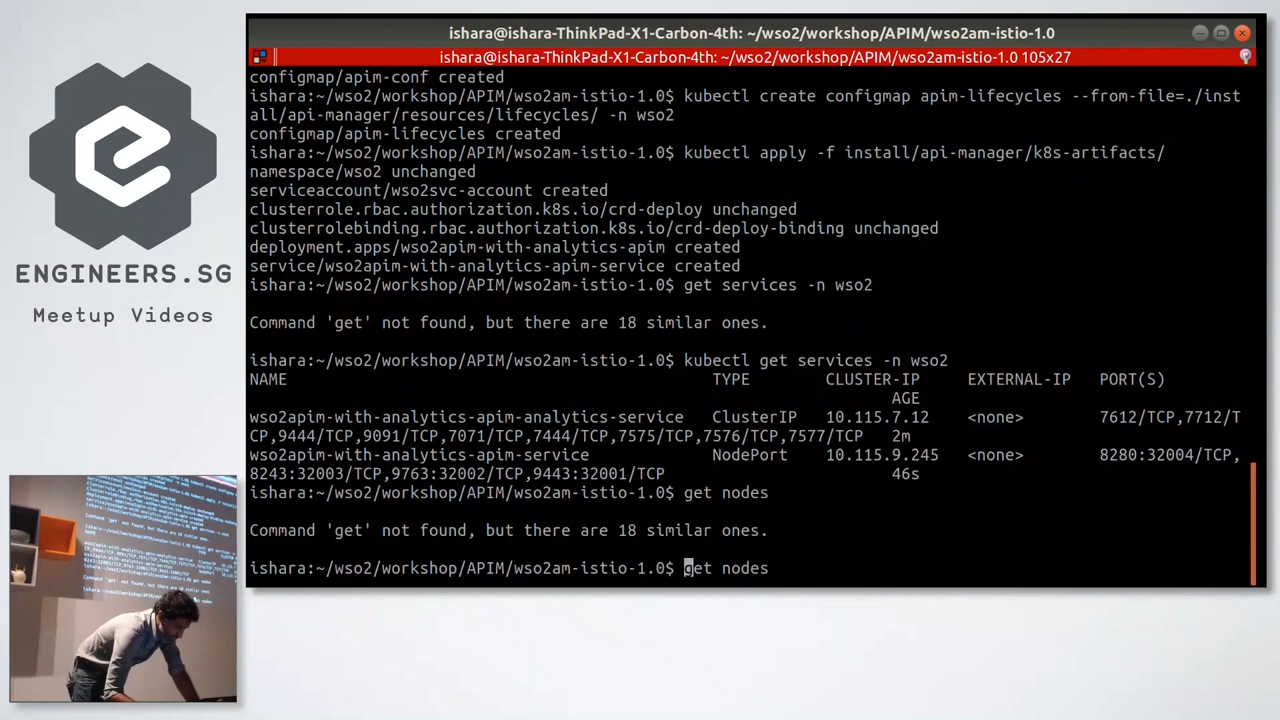 ishara@ishara-ThinkPad-X1-Carbon-4th: ~/wso2/workshop/APIM/wso2am-istio-1.0
ishara@ishara-ThinkPad-X1-Carbon-4th: ~/wso2/workshop/APIM/wso2am-istio-1.0 105x27
configmap/apim-conf created
ishara:~/wso2/workshop/APIM/wso2am-istio-1.0$ kubectl create configmap apim-lifecycles --from-file=./inst
all/api-manager/resources/lifecycles/ -n wso2
configmap/apim-lifecycles created
ishara:~/wso2/workshop/APIM/wso2am-istio-1.0$ kubectl apply -f install/api-manager/k8s-artifacts/
namespace/wso2 unchanged
serviceaccount/wso2svc-account created
clusterrole.rbac.authorization.k8s.io/crd-deploy unchanged
clusterrolebinding.rbac.authorization.k8s.io/crd-deploy-binding unchanged
deployment.apps/wso2apim-with-analytics-apim created
service/wso2apim-with-analytics-apim-service created
ishara:~/wso2/workshop/APIM/wso2am-istio-1.0$ get services -n wso2
Command 'get' not found, but there are 18 similar ones.
ishara:~/wso2/workshop/APIM/wso2am-istio-1.0$ kubectl get services -n wso2
NAME TYPE CLUSTER-IP EXTERNAL-IP PORT(S)
AGE
wso2apim-with-analytics-apim-analytics-service ClusterIP 10.115.7.12 <none> 7612/TCP,7712/T
CP,9444/TCP,9091/TCP,7071/TCP,7444/TCP,7575/TCP,7576/TCP,7577/TCP 2m
wso2apim-with-analytics-apim-service NodePort 10.115.9.245 <none> 8280:32004/TCP,
8243:32003/TCP,9763:32002/TCP,9443:32001/TCP 46s
ishara:~/wso2/workshop/APIM/wso2am-istio-1.0$ get nodes
Command 'get' not found, but there are 18 similar ones.
ishara:~/wso2/workshop/APIM/wso2am-istio-1.0$ get nodes
ENGINEERS.SG
Meetup Videos